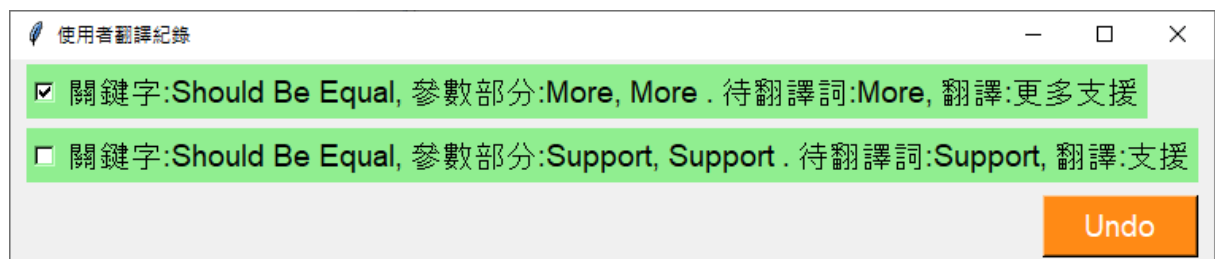 使用者翻譯紀錄
關鍵字:Should Be Equal, 參數部分:More, More . 待翻譯詞:More, 翻譯:更多支援
關鍵字:Should Be Equal, 參數部分:Support, Support . 待翻譯詞:Support, 翻譯:支援
Undo